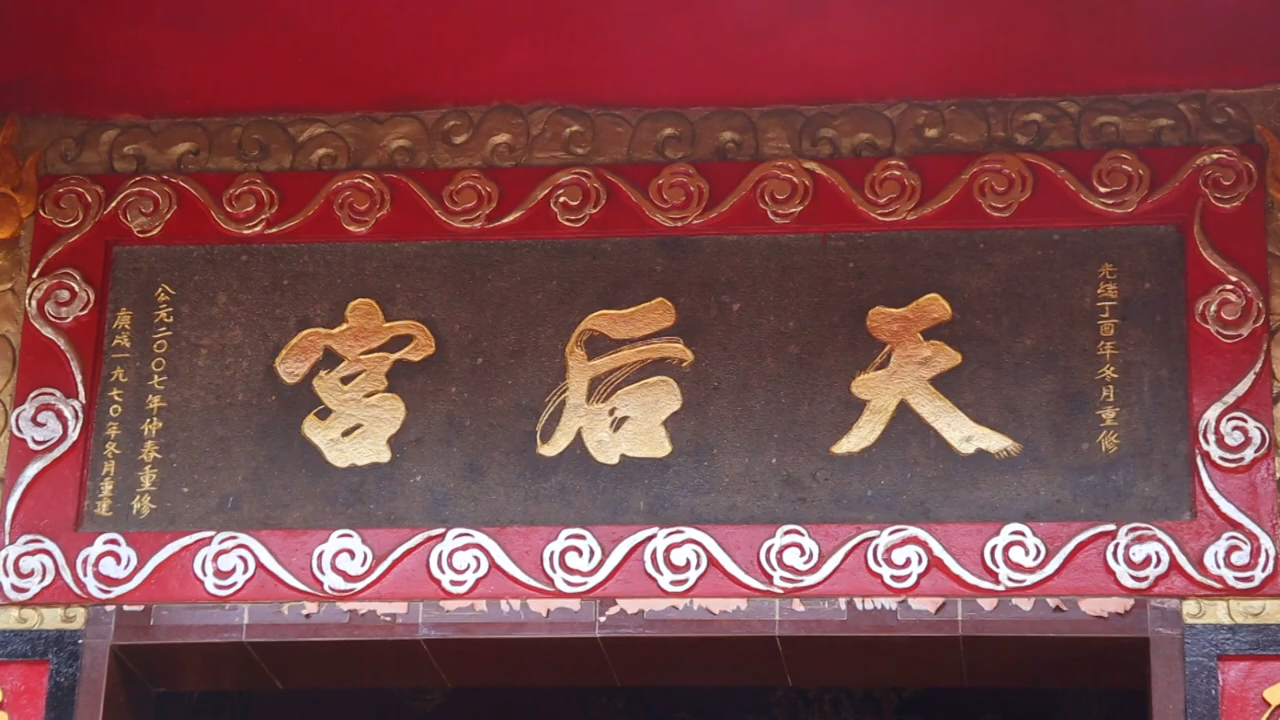 光緒丁酉年冬月重修
天后宮
公元二〇〇七年仲春重修
庚戌一九七〇年冬月重建